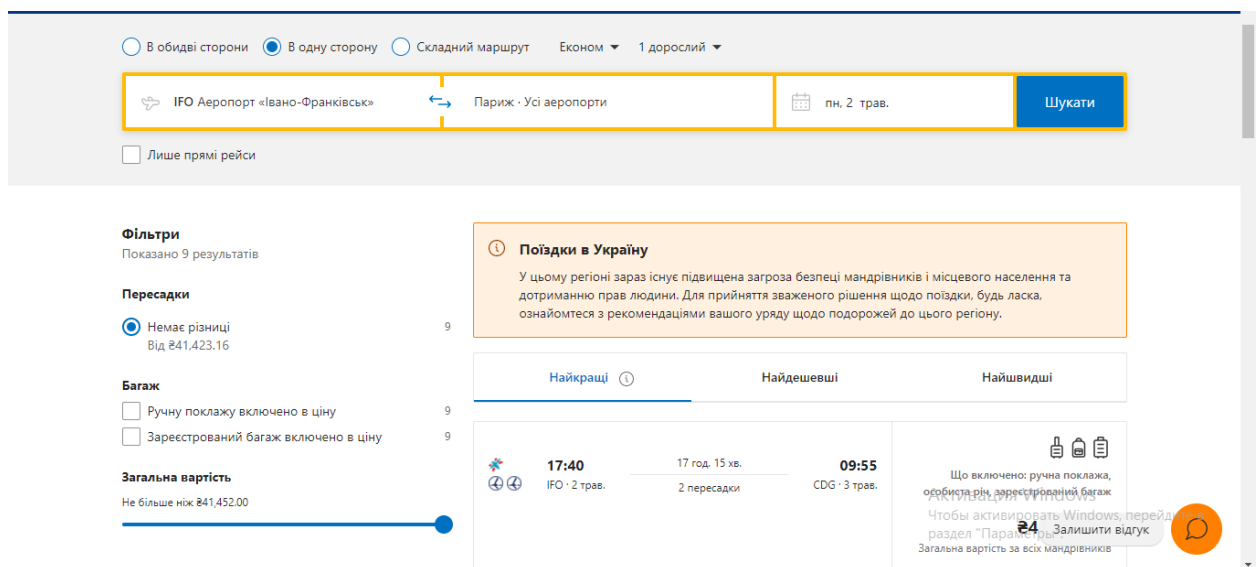 В обидві сторони В одну сторону Складний маршрут Економ 1 дорослий
IFO Аеропорт «Івано-Франківськ» Париж · Усі аеропорти пн, 2 трав. Шукати
Лише прямі рейси
Фільтри
Показано 9 результатів
Пересадки
Немає різниці 9
Від ₴41,423.16
Багаж
Ручну поклажу включено в ціну 9
Зареєстрований багаж включено в ціну 9
Загальна вартість
Не більше ніж ₴41,452.00
Поїздки в Україну
У цьому регіоні зараз існує підвищена загроза безпеці мандрівників і місцевого населення та
дотриманню прав людини. Для прийняття зваженого рішення щодо поїздки, будь ласка,
ознайомтеся з рекомендаціями вашого уряду щодо подорожей до цього регіону.
Найкращі Найдешевші Найшвидші
17:40 17 год. 15 хв. 09:55
IFO · 2 трав. 2 пересадки CDG · 3 трав.
Що включено: ручна поклажа,
особиста річ, зареєстрований багаж
Активация Windows
Чтобы активировать Windows, перейдите в
раздел "Параметры".
₴4
Залишити відгук
Загальна вартість за всіх мандрівників